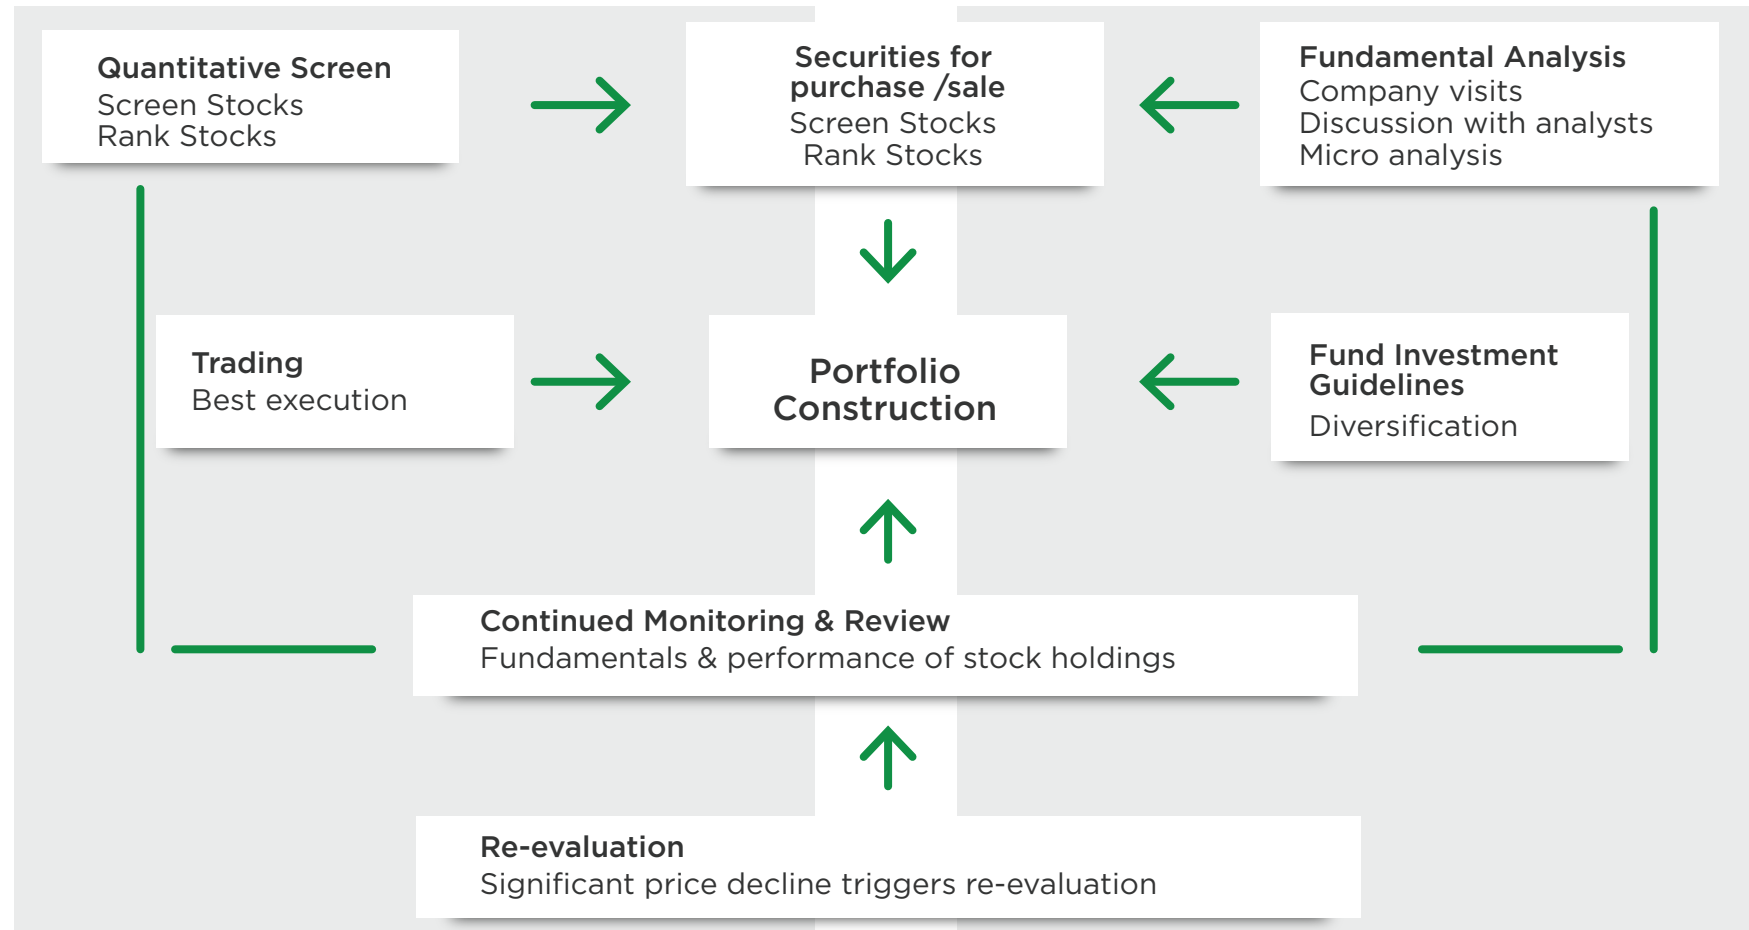 Quantitative Screen
Screen Stocks
Rank Stocks
Securities for
purchase /sale
Screen Stocks
Rank Stocks
Fundamental Analysis
Company visits
Discussion with analysts
Micro analysis
Trading
Best execution
Portfolio
Construction
Fund Investment
Guidelines
Diversification
Continued Monitoring & Review
Fundamentals & performance of stock holdings
Re-evaluation
Significant price decline triggers re-evaluation